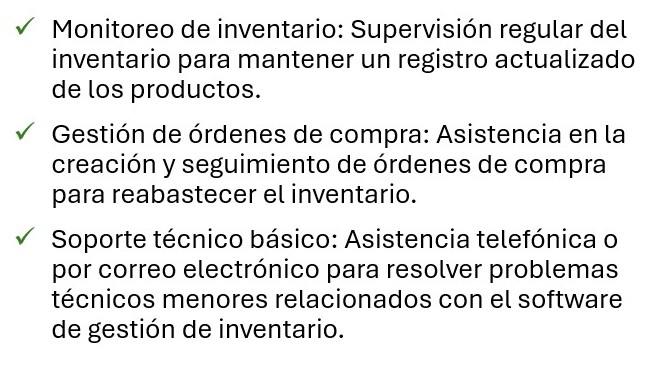 ✓ Monitoreo de inventario: Supervisión regular del
inventario para mantener un registro actualizado
de los productos.
✓ Gestión de órdenes de compra: Asistencia en la
creación y seguimiento de órdenes de compra
para reabastecer el inventario.
✓ Soporte técnico básico: Asistencia telefónica o
por correo electrónico para resolver problemas
técnicos menores relacionados con el software
de gestión de inventario.